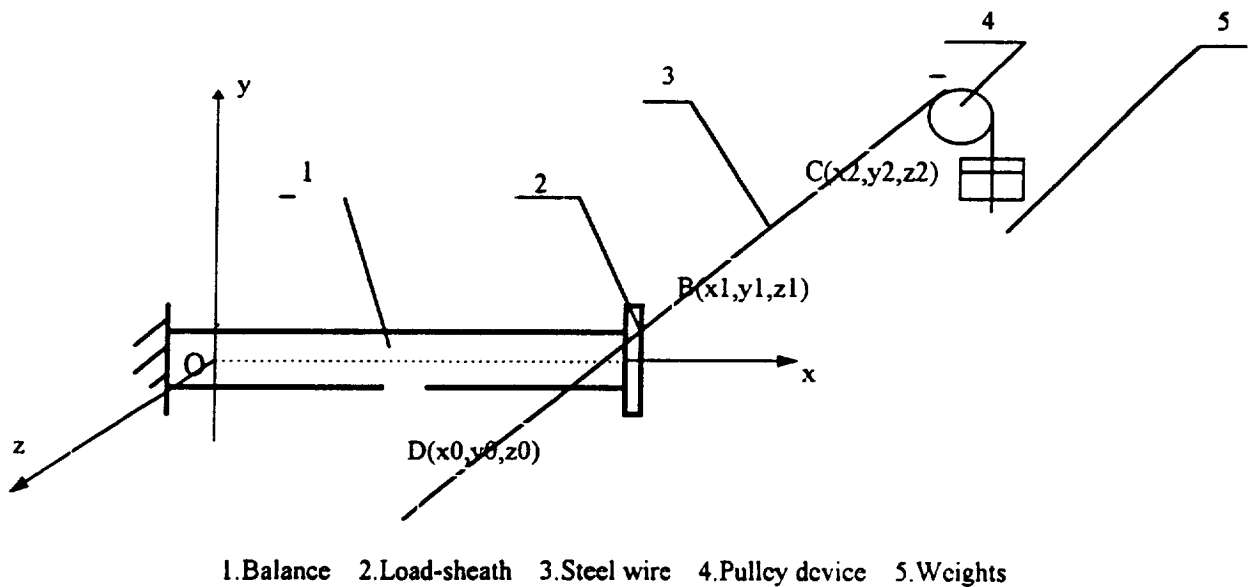 4
5
3
y
1
2
C(x2,y2,z2)
B(x1,y1,z1)
O
x
z
D(x0,y0,z0)
1.Balance 2.Load-sheath 3.Steel wire 4.Pulley device 5.Weights